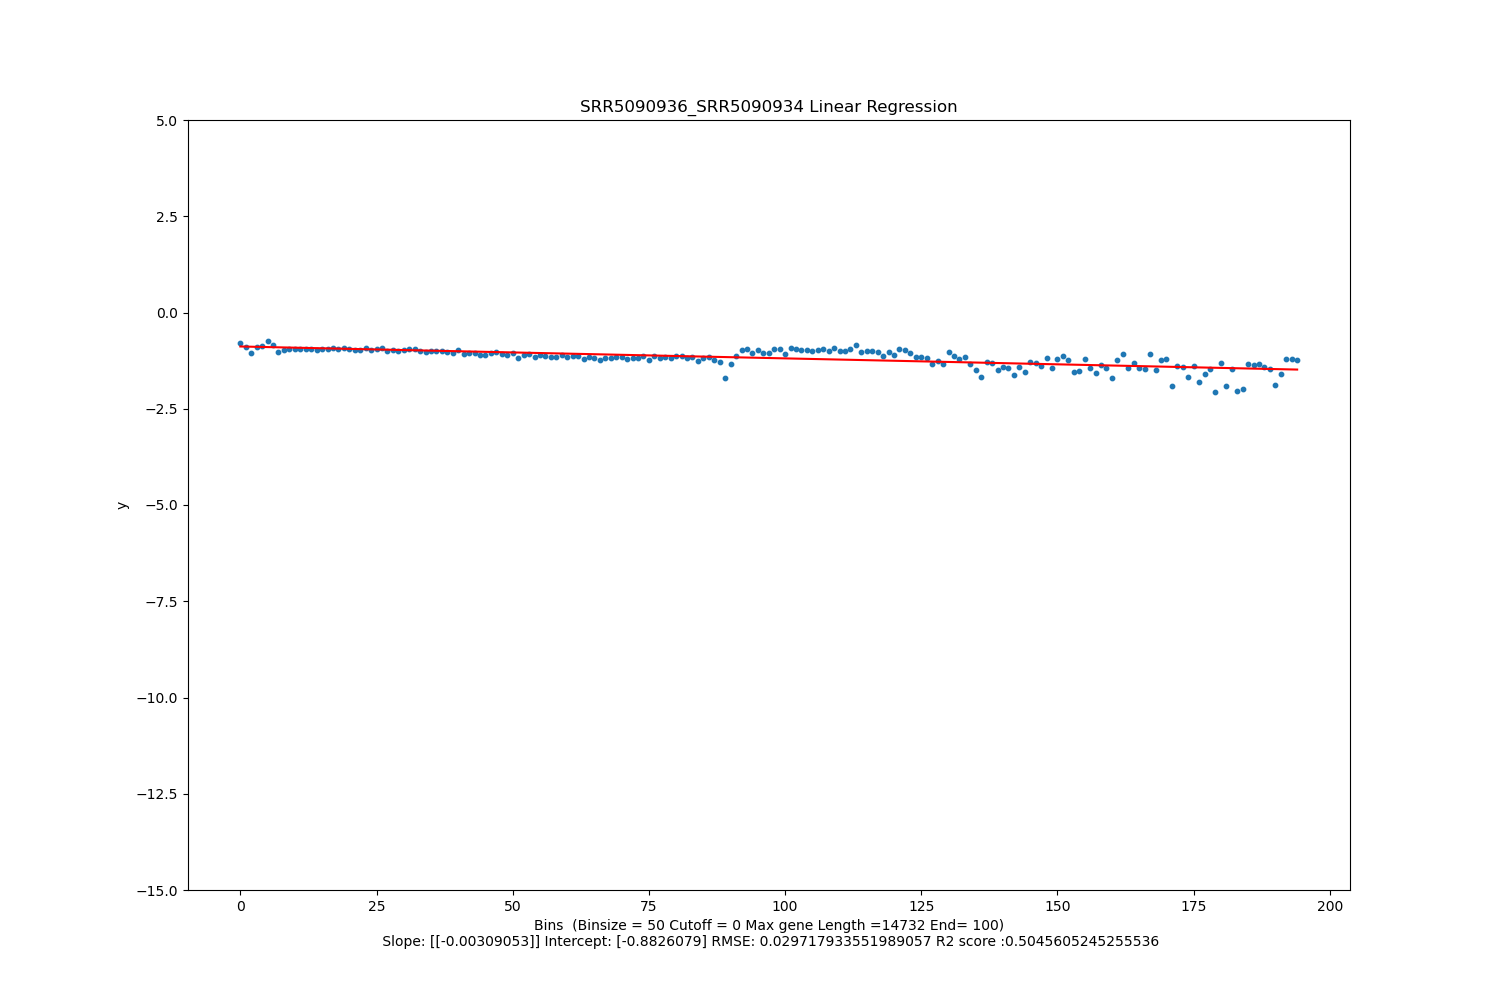 SRR5090936_SRR5090934 Linear Regression
5.0
2.5
0.0
−2.5
−5.0
−7.5
−10.0
−12.5
−15.0
y
0 25 50 75 100 125 150 175 200
Bins  (Binsize = 50 Cutoff = 0 Max gene Length =14732 End= 100)
Slope: [[-0.00309053]] Intercept: [-0.8826079] RMSE: 0.029717933551989057 R2 score :0.5045605245255536